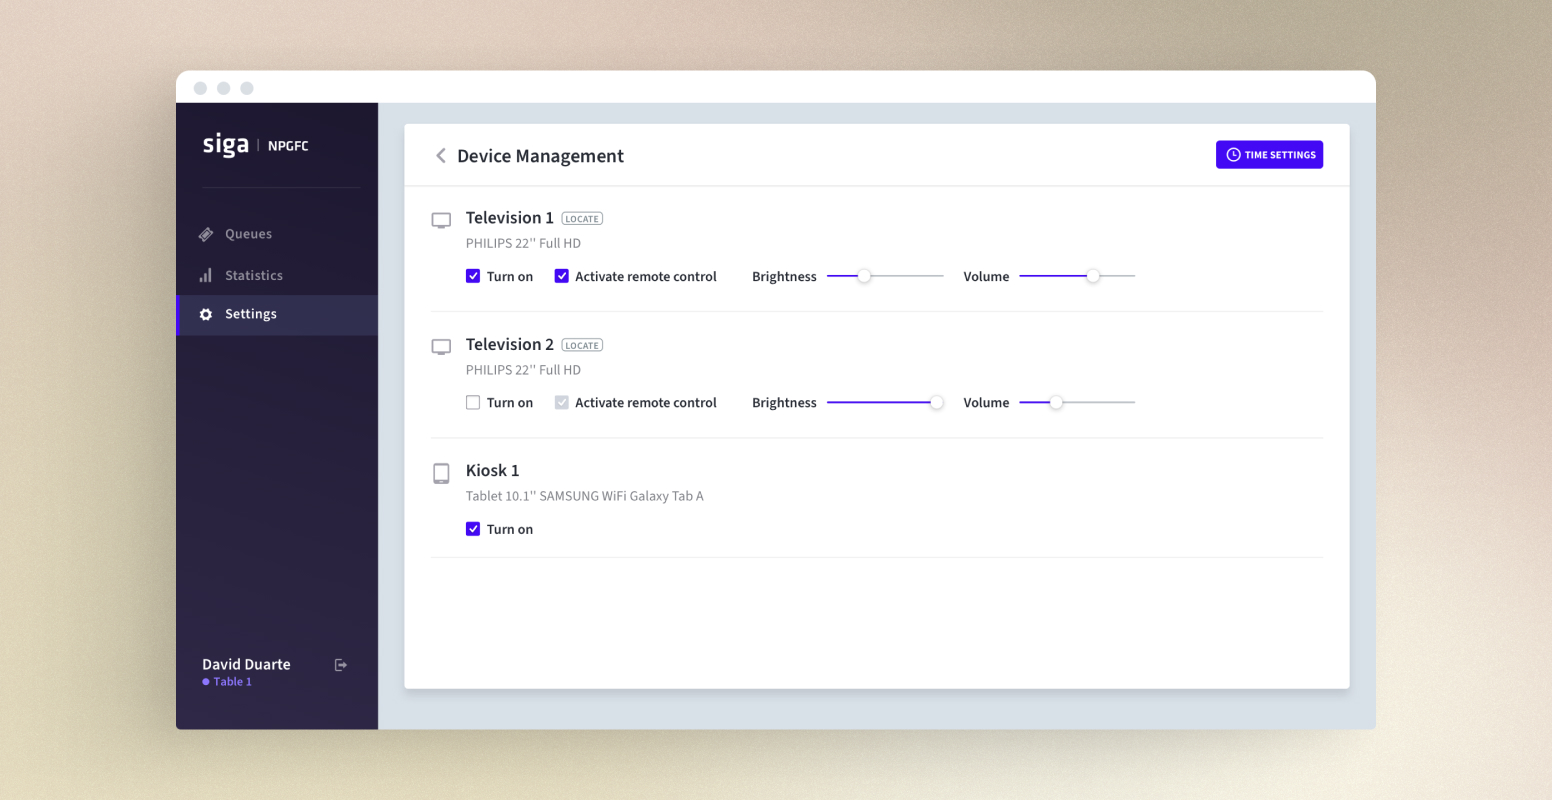 siga | NPGFC
Queues
Statistics
Settings
David Duarte
Table 1
Device Management
TIME SETTINGS
Television 1 LOCATE
PHILIPS 22'' Full HD
Turn on Activate remote control Brightness Volume
Television 2 LOCATE
PHILIPS 22'' Full HD
Turn on Activate remote control Brightness Volume
Kiosk 1
Tablet 10.1'' SAMSUNG WiFi Galaxy Tab A
Turn on